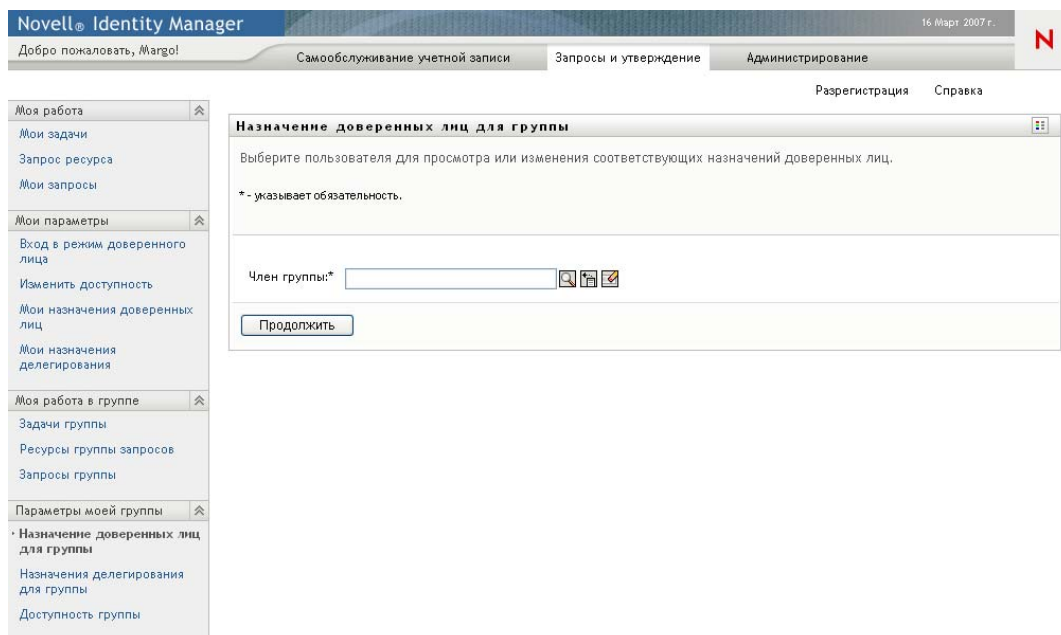 Novell® Identity Manager
16 Март 2007 г.
Добро пожаловать, Margo!
N
Самообслуживание учетной записи
Запросы и утверждение
Администрирование
Разрегистрация
Справка
Моя работа
Мои задачи
Запрос ресурса
Мои запросы
Мои параметры
Вход в режим доверенного
лица
Изменить доступность
Мои назначения доверенных
лиц
Мои назначения
делегирования
Моя работа в группе
Задачи группы
Ресурсы группы запросов
Запросы группы
Параметры моей группы
· Назначение доверенных лиц
для группы
Назначения делегирования
для группы
Доступность группы
Назначение доверенных лиц для группы
Выберите пользователя для просмотра или изменения соответствующих назначений доверенных лиц.
* - указывает обязательность.
Член группы:*
Продолжить